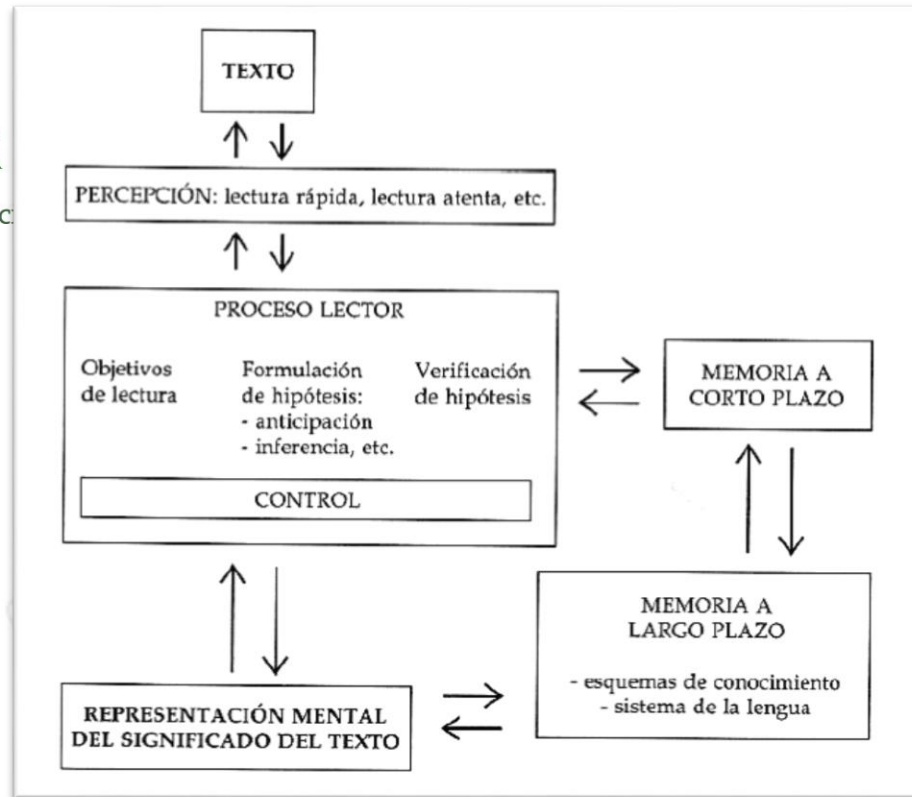 TEXTO
PERCEPCIÓN: lectura rápida, lectura atenta, etc.
PROCESO LECTOR
Objetivos
de lectura
Formulación
de hipótesis:
- anticipación
- inferencia, etc.
Verificación
de hipótesis
CONTROL
MEMORIA A
CORTO PLAZO
MEMORIA A
LARGO PLAZO
- esquemas de conocimiento
- sistema de la lengua
REPRESENTACIÓN MENTAL
DEL SIGNIFICADO DEL TEXTO